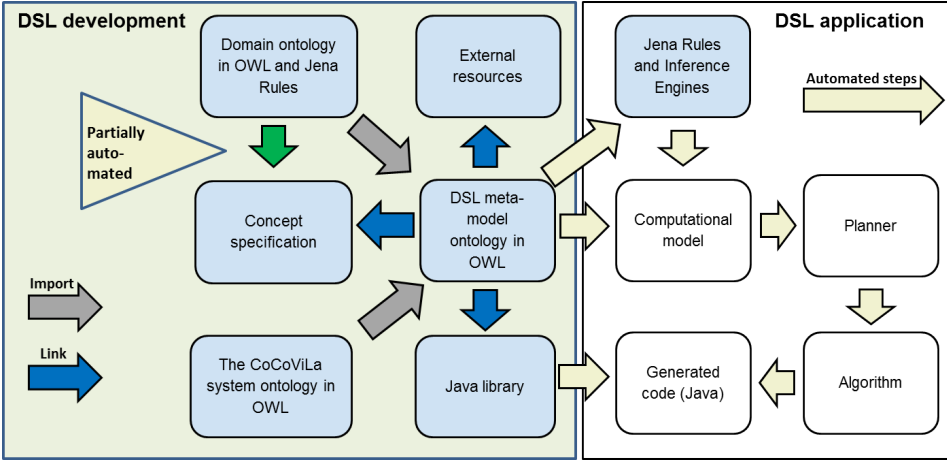 DSL development
DSL application
Domain ontology
in OWL and Jena
Rules
External
resources
Jena Rules
and Inference
Engines
Automated steps
Partially
auto-
mated
Concept
specification
DSL meta-
model
ontology in
OWL
Computational
model
Planner
Import
Link
The CoCoViLa
system ontology in
OWL
Java library
Generated
code (Java)
Algorithm